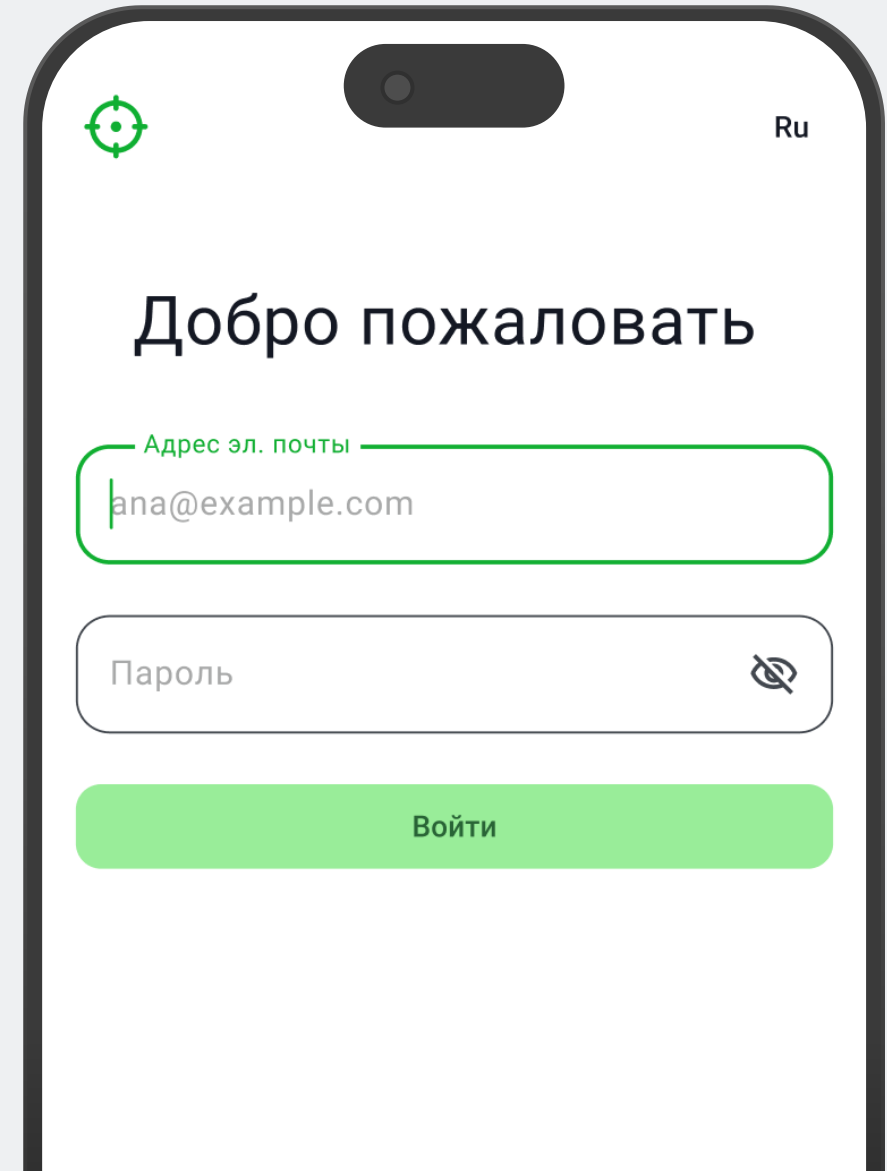 Ru
Добро пожаловать
Адрес эл. почты
ana@example.com
Пароль
Войти